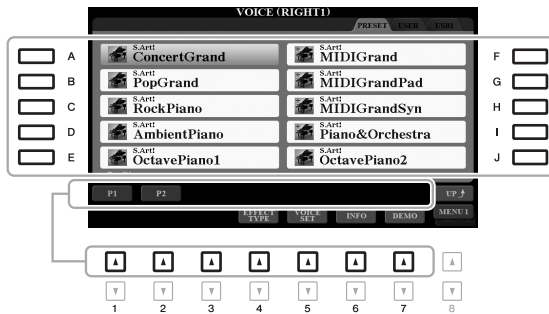 VOICE (RIGHT1)
PRESET USER USB1
A S.Art! ConcertGrand S.Art! MIDIGrand F
B S.Art! PopGrand S.Art! MIDIGrandPad G
C S.Art! RockPiano S.Art! MIDIGrandSyn H
D S.Art! AmbientPiano S.Art! Piano&Orchestra I
E S.Art! OctavePiano1 S.Art! OctavePiano2 J
P1 P2 UP
EFFECT TYPE VOICE SET INFO DEMO MENU 1
1 2 3 4 5 6 7 8